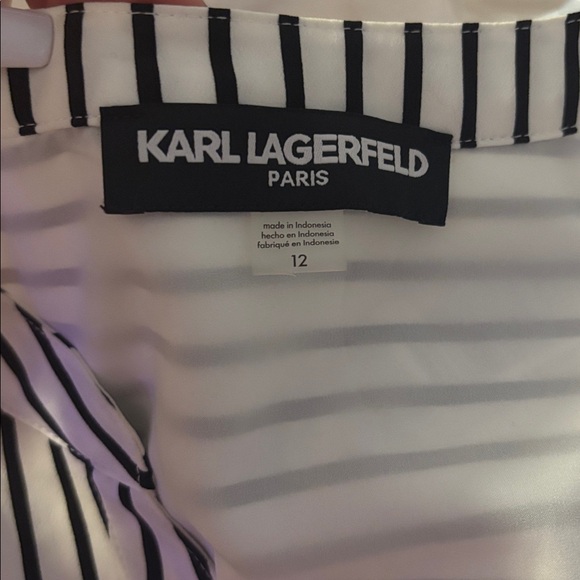 KARL LAGERFELD
PARIS
made in Indonesia
hecho en Indonesia
fabriqué en Indonesie
12